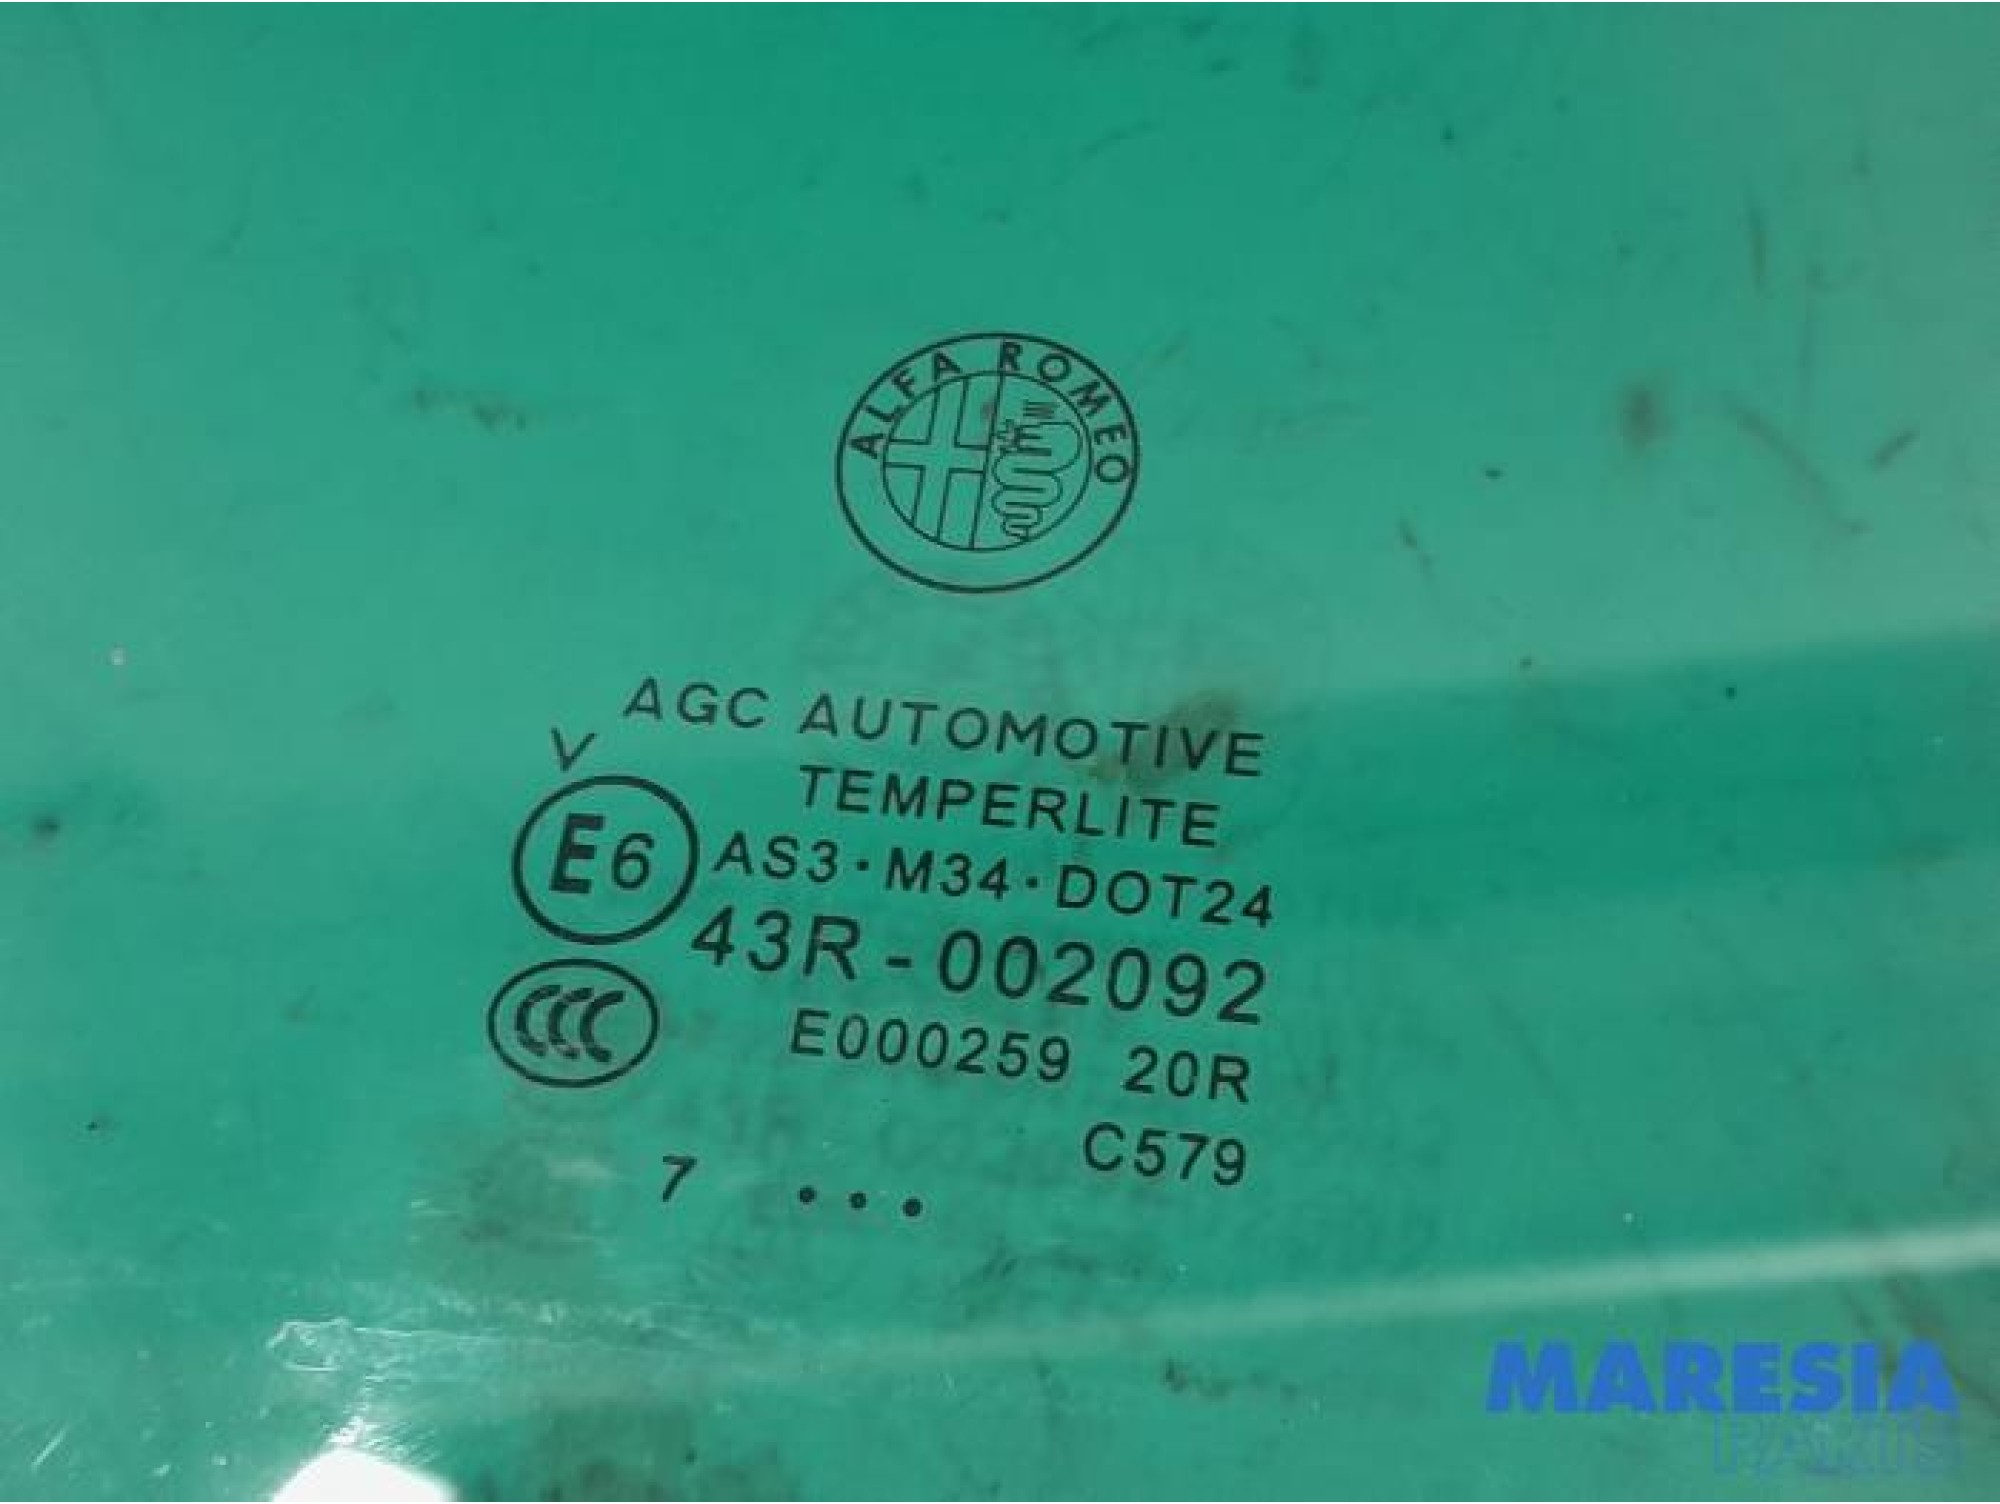 ALFA ROMEO
AGC AUTOMOTIVE
V
TEMPERLITE
E6
AS3·M34·DOT24
43R-002092
CCC
E000259 20R
C579
7 ...
MARESIA
PARTS